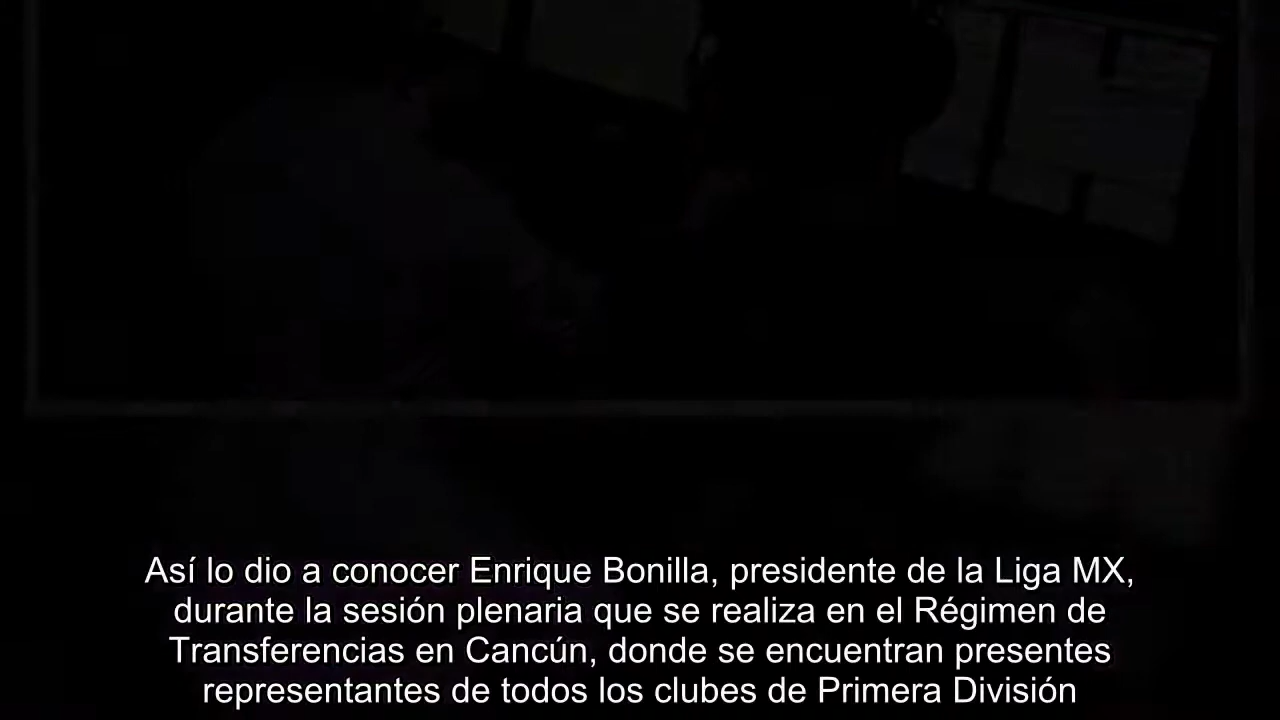 Así lo dio a conocer Enrique Bonilla, presidente de la Liga MX,
durante la sesión plenaria que se realiza en el Régimen de
Transferencias en Cancún, donde se encuentran presentes
representantes de todos los clubes de Primera División